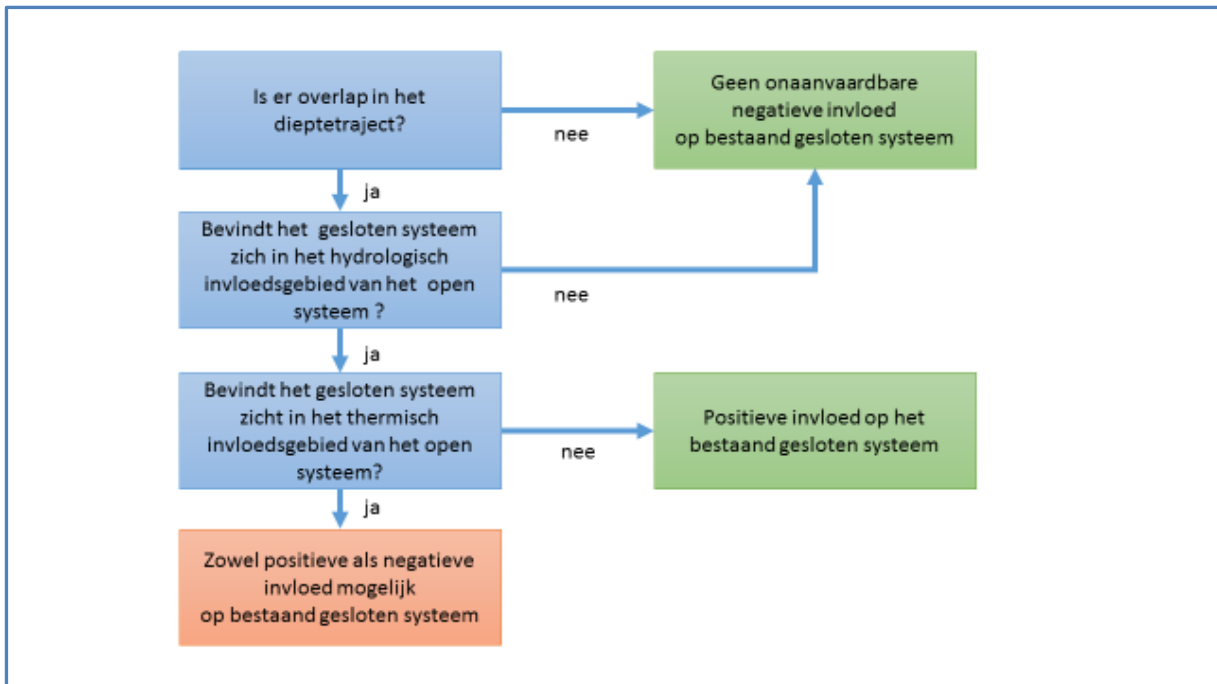 Is er overlap in het
dieptetraject?
nee
Geen onaanvaardbare
negatieve invloed
op bestaand gesloten systeem
ja
Bevindt het gesloten systeem
zich in het hydrologisch
invloedsgebied van het open
systeem ?
nee
ja
Bevindt het gesloten systeem
zicht in het thermisch
invloedsgebied van het open
systeem?
nee
Positieve invloed op het
bestaand gesloten systeem
ja
Zowel positieve als negatieve
invloed mogelijk
op bestaand gesloten systeem